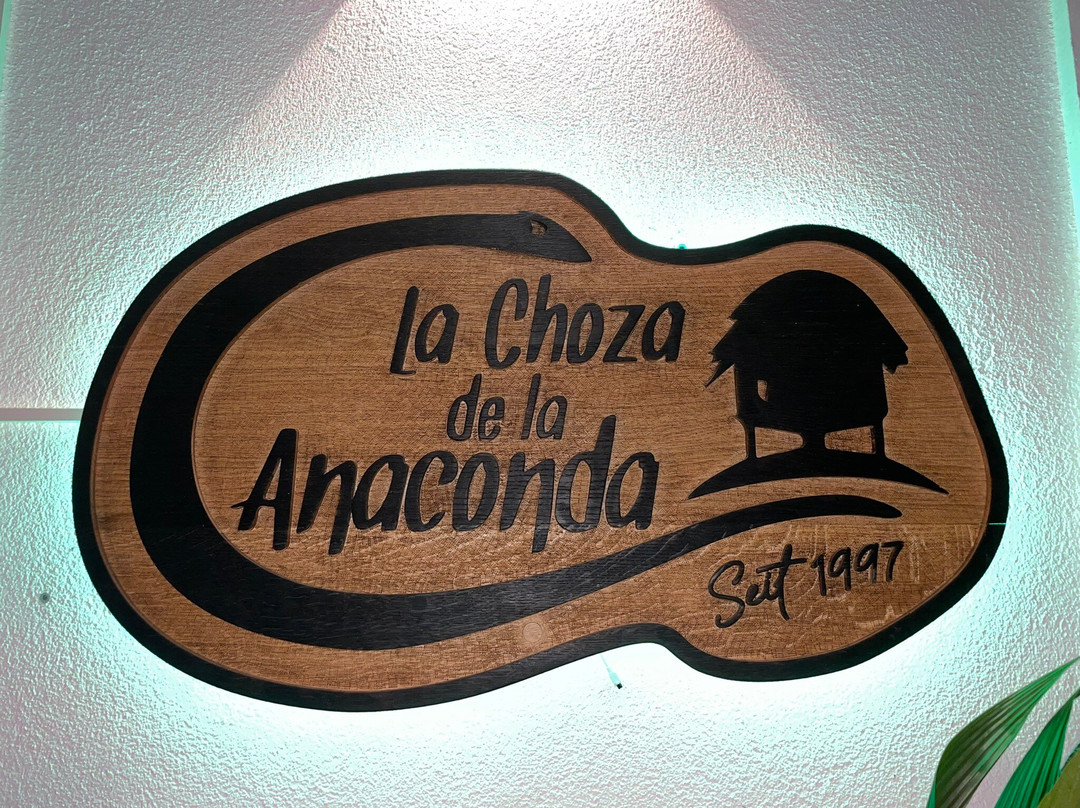 La Choza
de la
Anaconda
Seit 1997